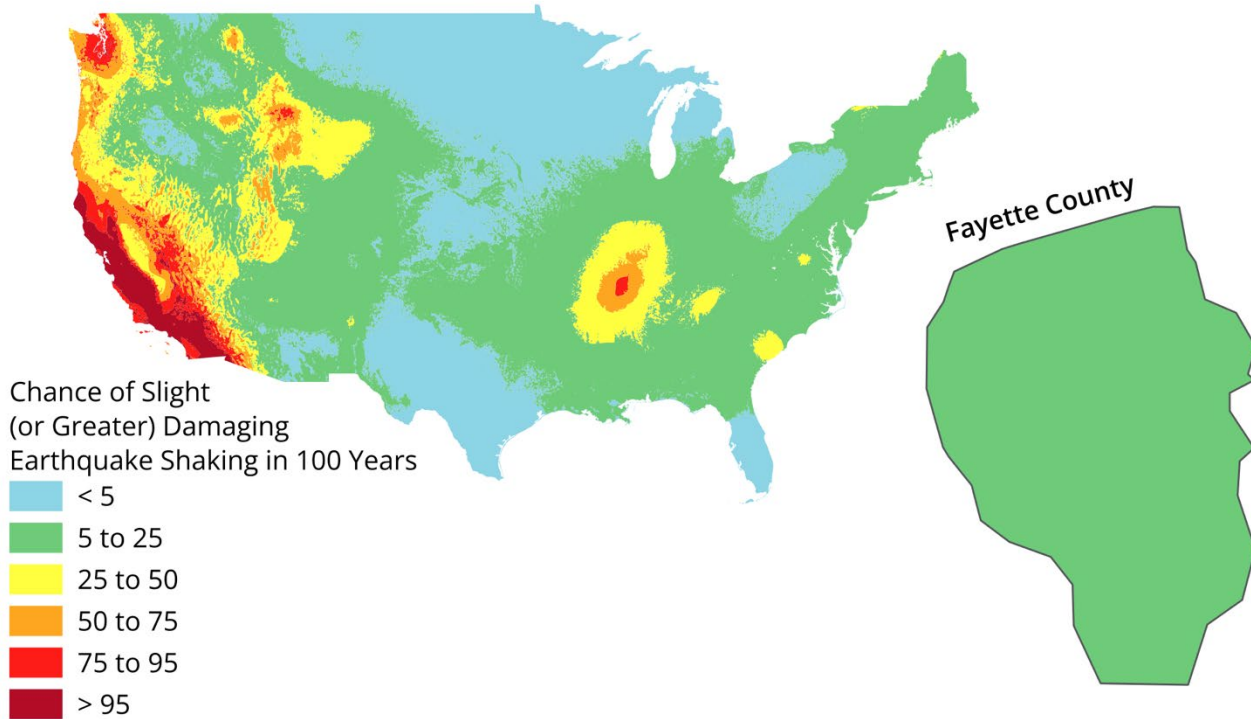 Fayette County
Chance of Slight
(or Greater) Damaging
Earthquake Shaking in 100 Years
< 5
5 to 25
25 to 50
50 to 75
75 to 95
> 95